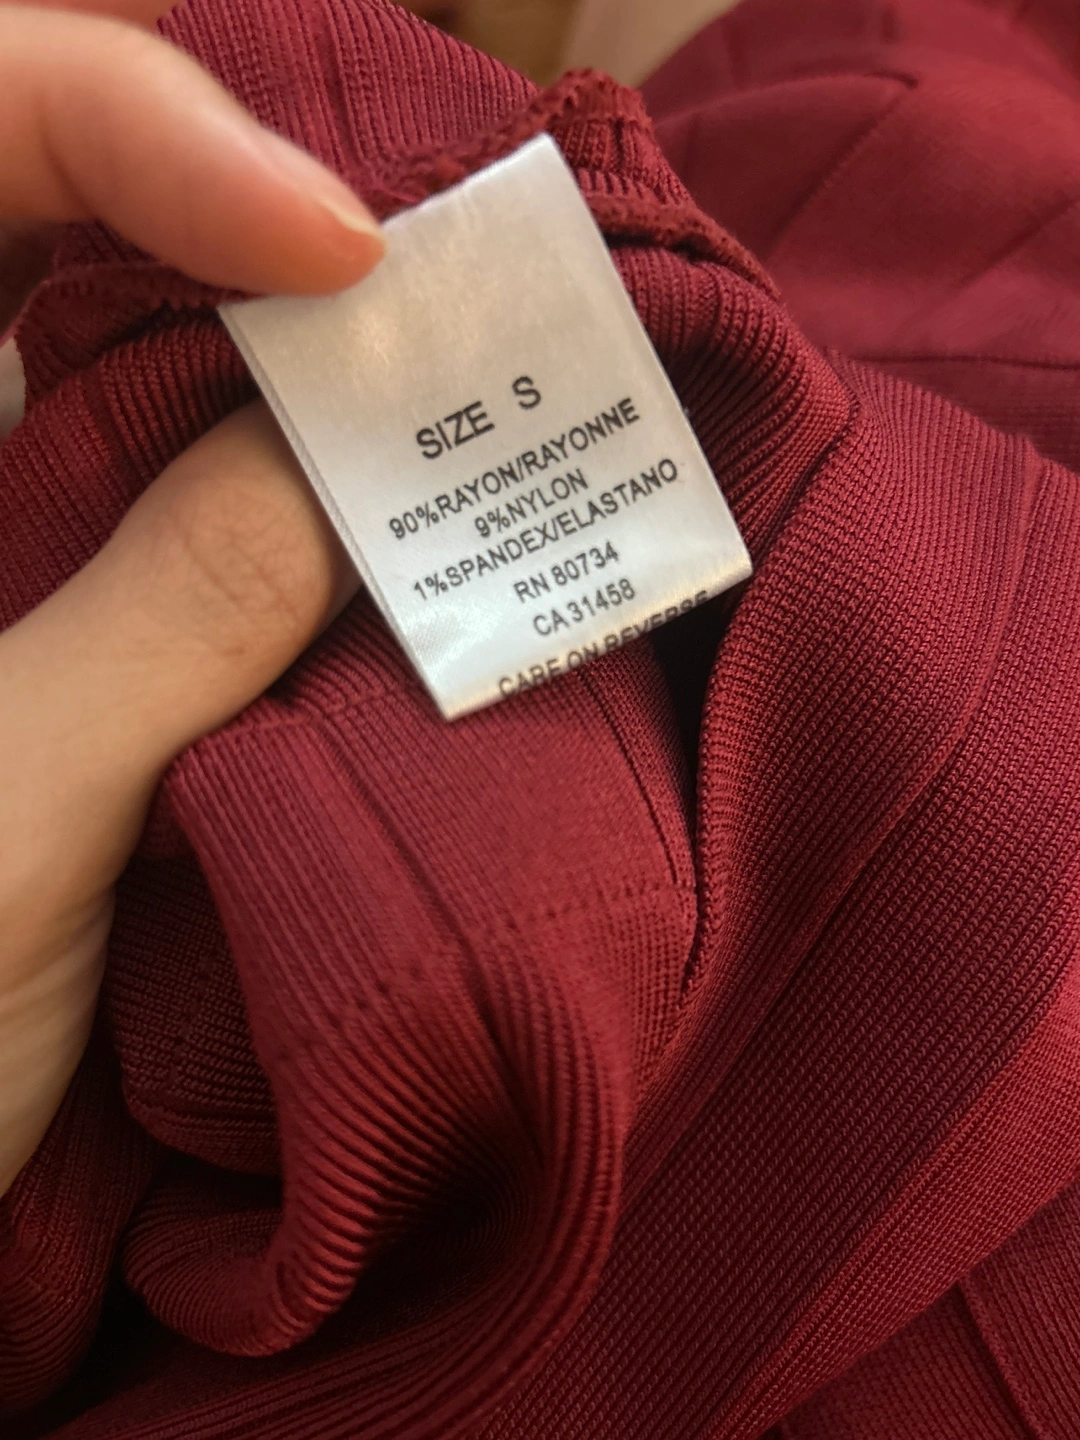 SIZE S
90%RAYON/RAYONNE
9%NYLON
1%SPANDEX/ELASTANO
RN 80734
CA 31458
CARE ON REVERSE